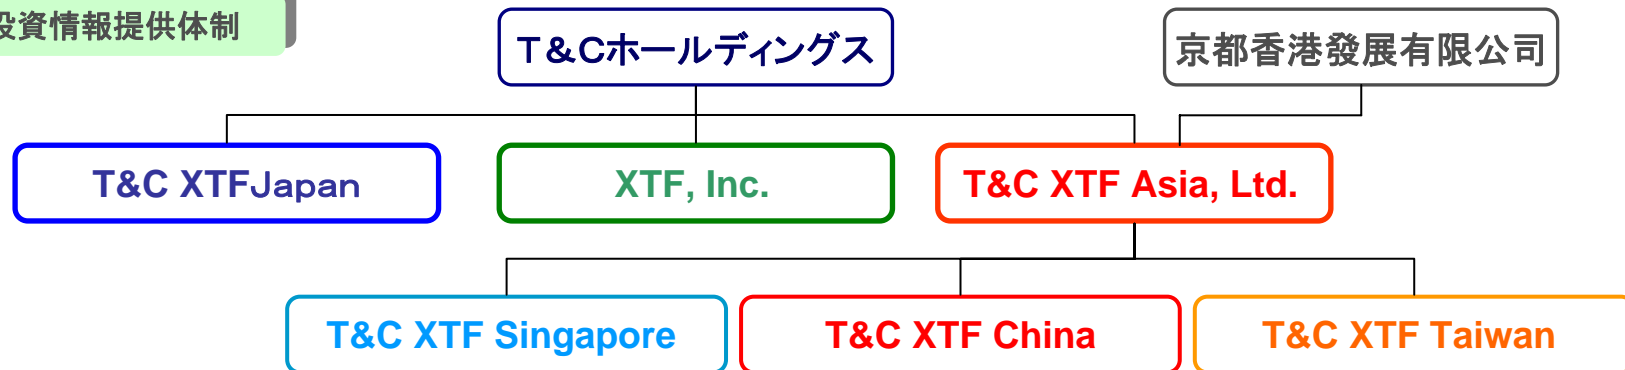 投資情報提供体制
T&Cホールディングス
京都香港發展有限公司
T&C XTFJapan
XTF, Inc.
T&C XTF Asia, Ltd.
T&C XTF Singapore
T&C XTF China
T&C XTF Taiwan